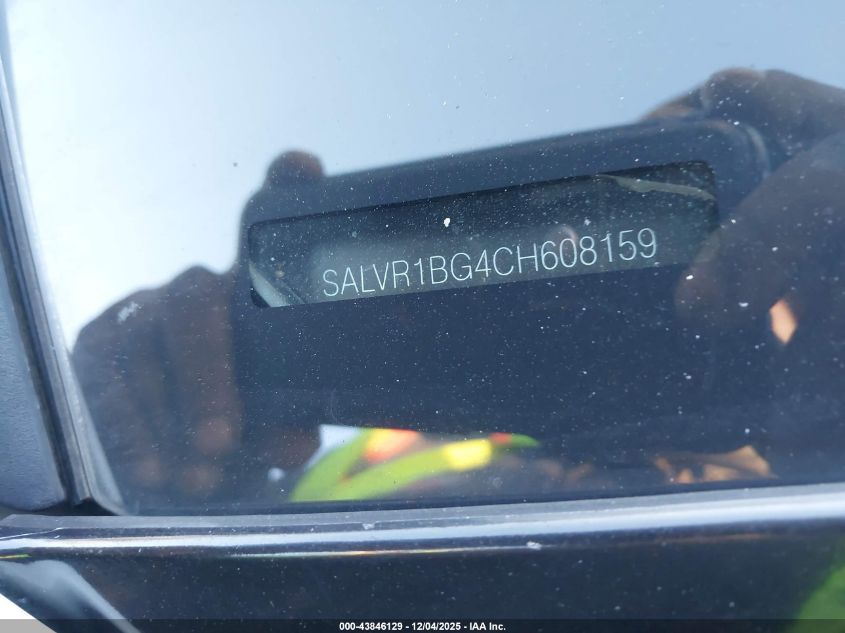 SALVR1BG4CH608159
000-43846129 - 12/04/2025 - IAA Inc.